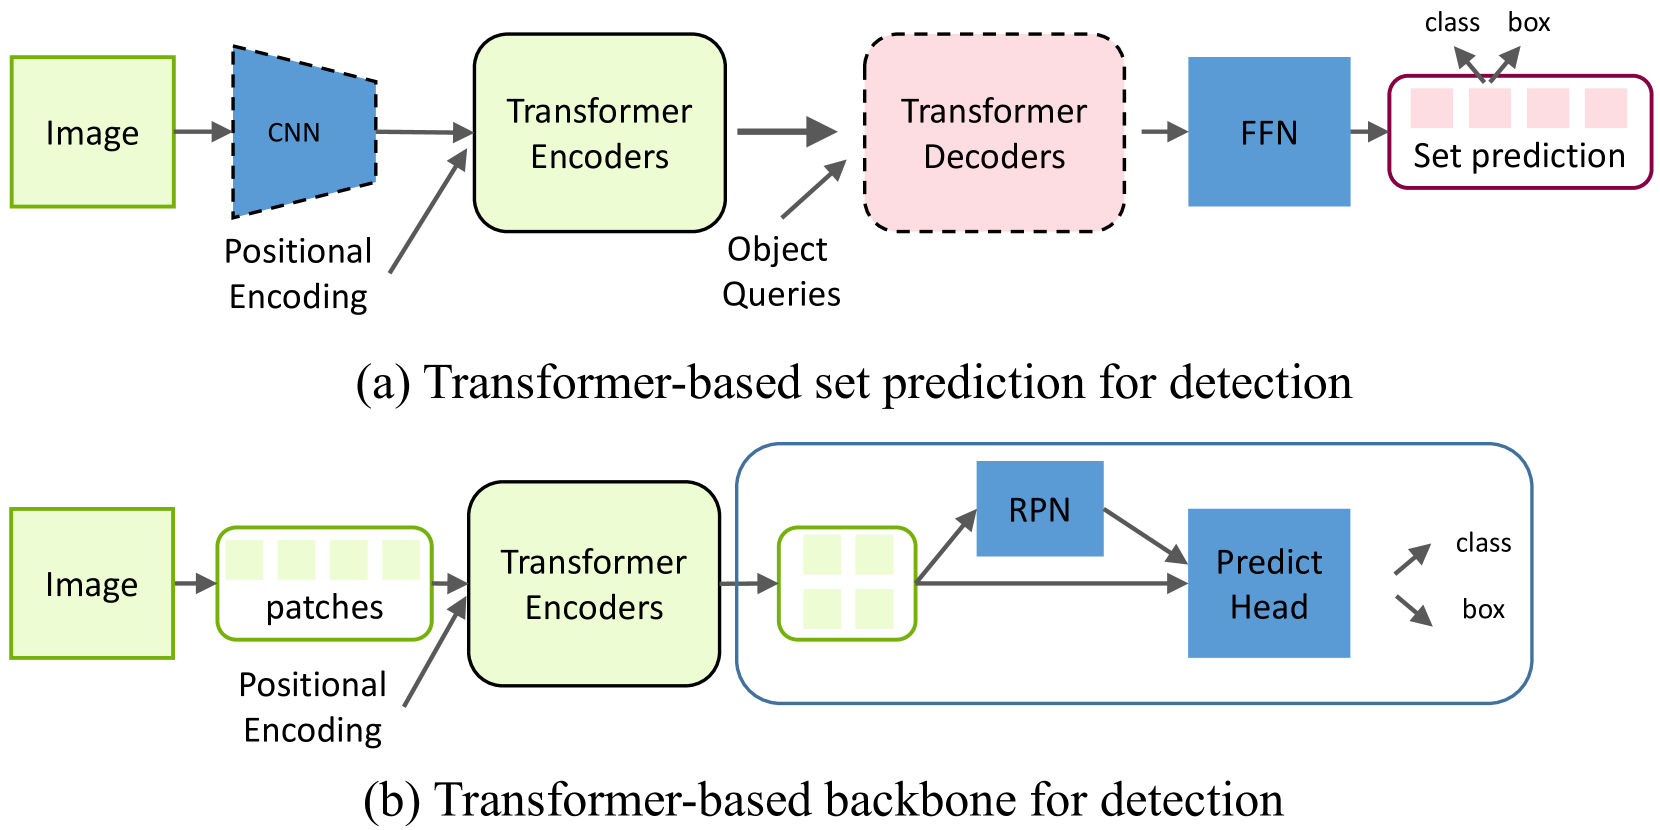 class box
Image
CNN
Transformer
Encoders
Transformer
Decoders
FFN
Set prediction
Positional
Encoding
Object
Queries
(a) Transformer-based set prediction for detection
Image
patches
Transformer
Encoders
RPN
Predict
Head
class
box
Positional
Encoding
(b) Transformer-based backbone for detection